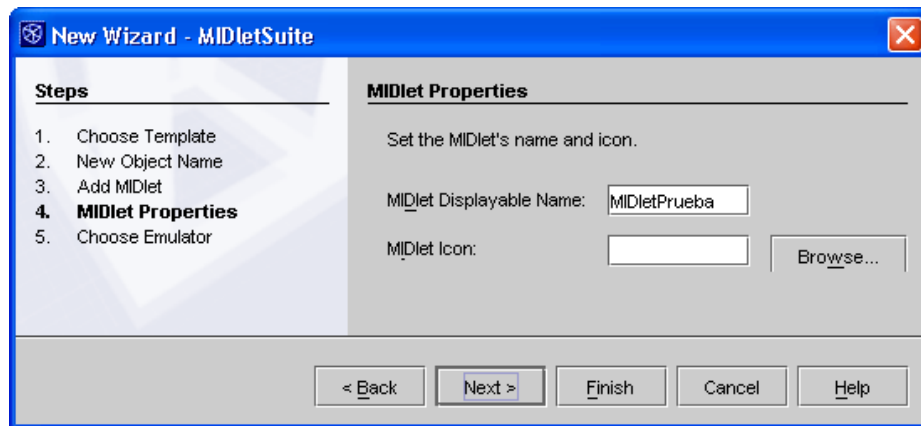 New Wizard - MIDletSuite
Steps
1. Choose Template
2. New Object Name
3. Add MIDlet
4. MIDlet Properties
5. Choose Emulator
MIDlet Properties
Set the MIDlet's name and icon.
MIDlet Displayable Name: MIDletPrueba
MIDlet Icon:
Browse...
< Back
Next >
Finish
Cancel
Help